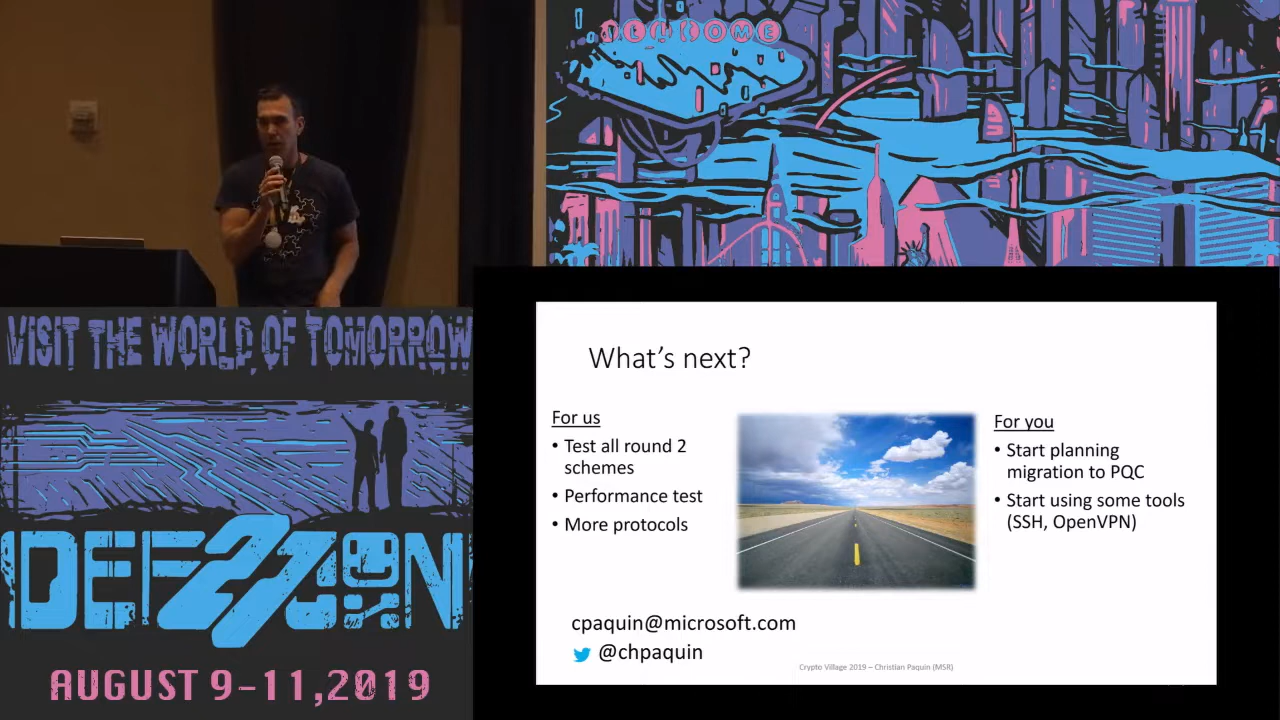 WELCOME
VISIT THE WORLD OF TOMORROW
DEF 27 CON
AUGUST 9-11, 2019
What's next?
For us
• Test all round 2
schemes
• Performance test
• More protocols
For you
• Start planning
migration to PQC
• Start using some tools
(SSH, OpenVPN)
cpaquin@microsoft.com
@chpaquin
Crypto Village 2019 – Christian Paquin (MSR)